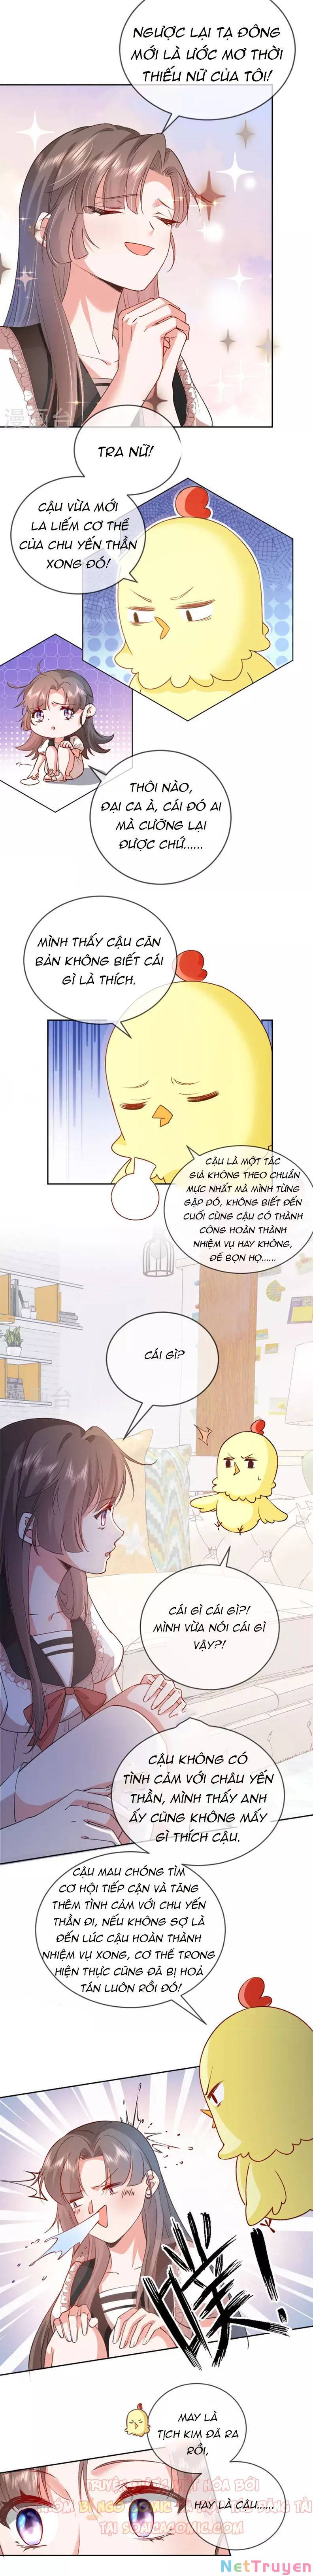 NGƯỢC LẠI TẠ ĐÔNG
MỚI LÀ ƯỚC MƠ THỜI
THIẾU NỮ CỦA TÔI!
TRA NỮ!
CẬU VỪA MỚI
LA LIẾM CƠ THỂ
CỦA CHU YẾN THẦN
XONG ĐÓ!
THÔI NÀO,
ĐẠI CA À, CÁI ĐÓ AI
MÀ CƯỠNG LẠI
ĐƯỢC CHỨ......
MÌNH THẤY CẬU CĂN
BẢN KHÔNG BIẾT CÁI
GÌ LÀ THÍCH.
CẬU LÀ MỘT TÁC
GIẢ KHÔNG THEO CHUẨN
MỰC NHẤT MÀ MÌNH TỪNG
GẶP ĐÓ, KHÔNG BIẾT ĐẾN
CUỐI CÙNG CẬU CÓ THÀNH
CÔNG HOÀN THÀNH
NHIỆM VỤ HAY KHÔNG,
ĐỂ BỌN HỌ......
CÁI GÌ?
CÁI GÌ CÁI GÌ?!
MÌNH VỪA NÓI CÁI GÌ
VẬY?!
CẬU KHÔNG CÓ
TÌNH CẢM VỚI CHÂU YẾN
THẦN, MÌNH THẤY ANH
ẤY CŨNG KHÔNG MẤY
GÌ THÍCH CẬU.
CẬU MAU CHÓNG TÌM
CƠ HỘI TIẾP CẬN VÀ TĂNG
THÊM TÌNH CẢM VỚI CHU YẾN
THẦN ĐI, NẾU KHÔNG SỢ LÀ
ĐẾN LÚC CẬU HOÀN THÀNH
NHIỆM VỤ XONG, CƠ THỂ TRONG
HIỆN THỰC CŨNG ĐÃ BỊ HOẢ
TÁN LUÔN RỒI ĐÓ!
噗!
MAY LÀ
TỊCH KIM ĐÃ RA
RỒI,
HAY LÀ CẬU......
NetTruyen